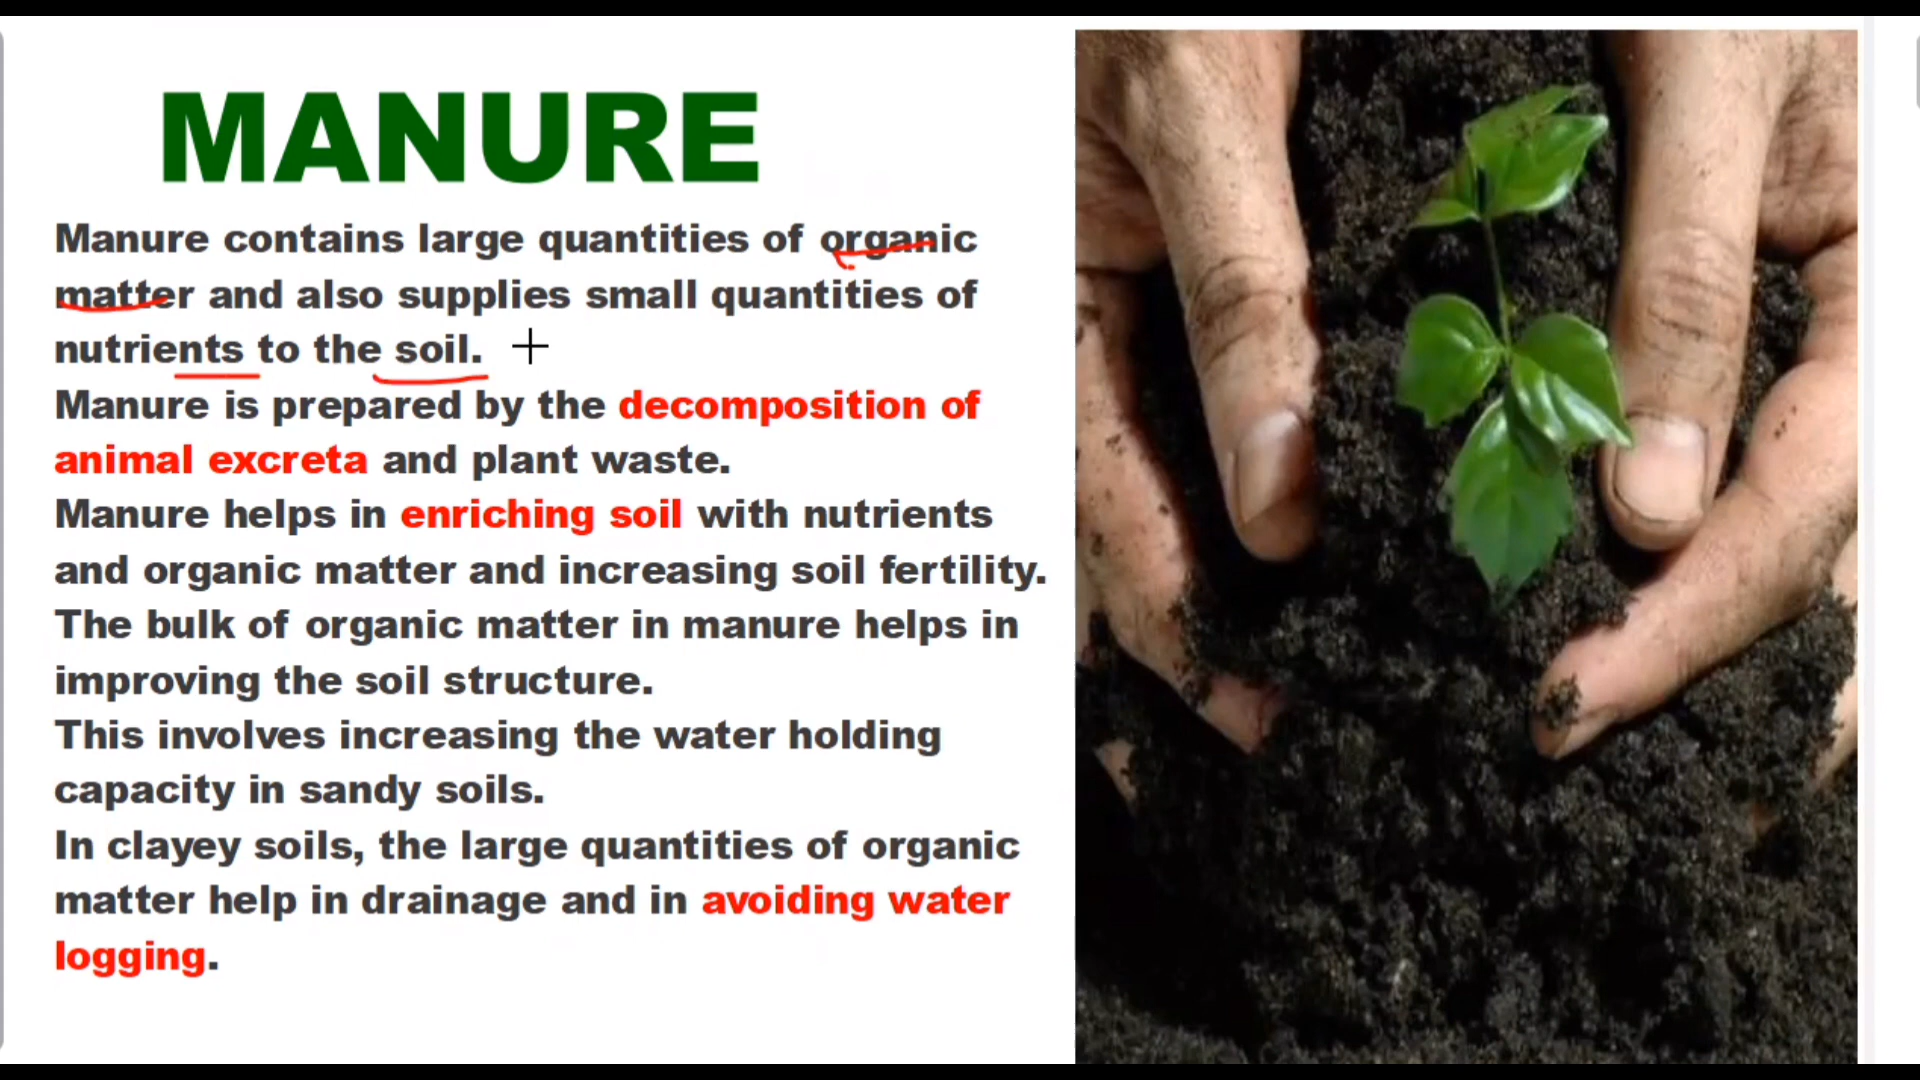 MANURE
Manure contains large quantities of organic
matter and also supplies small quantities of
nutrients to the soil.
Manure is prepared by the decomposition of
animal excreta and plant waste.
Manure helps in enriching soil with nutrients
and organic matter and increasing soil fertility.
The bulk of organic matter in manure helps in
improving the soil structure.
This involves increasing the water holding
capacity in sandy soils.
In clayey soils, the large quantities of organic
matter help in drainage and in avoiding water
logging.